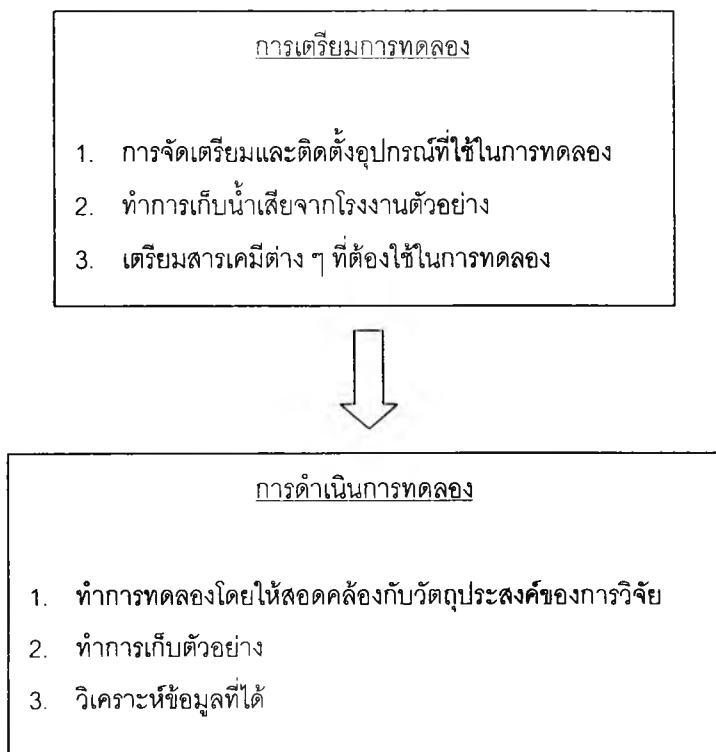 การเตรียมการทดลอง
1. การจัดเตรียมและติดตั้งอุปกรณ์ที่ใช้ในการทดลอง
2. ทำการเก็บน้ำเสียจากโรงงานตัวอย่าง
3. เตรียมสารเคมีต่าง ๆ ที่ต้องใช้ในการทดลอง
การดำเนินการทดลอง
1. ทำการทดลองโดยให้สอดคล้องกับวัตถุประสงค์ของการวิจัย
2. ทำการเก็บตัวอย่าง
3. วิเคราะห์ข้อมูลที่ได้